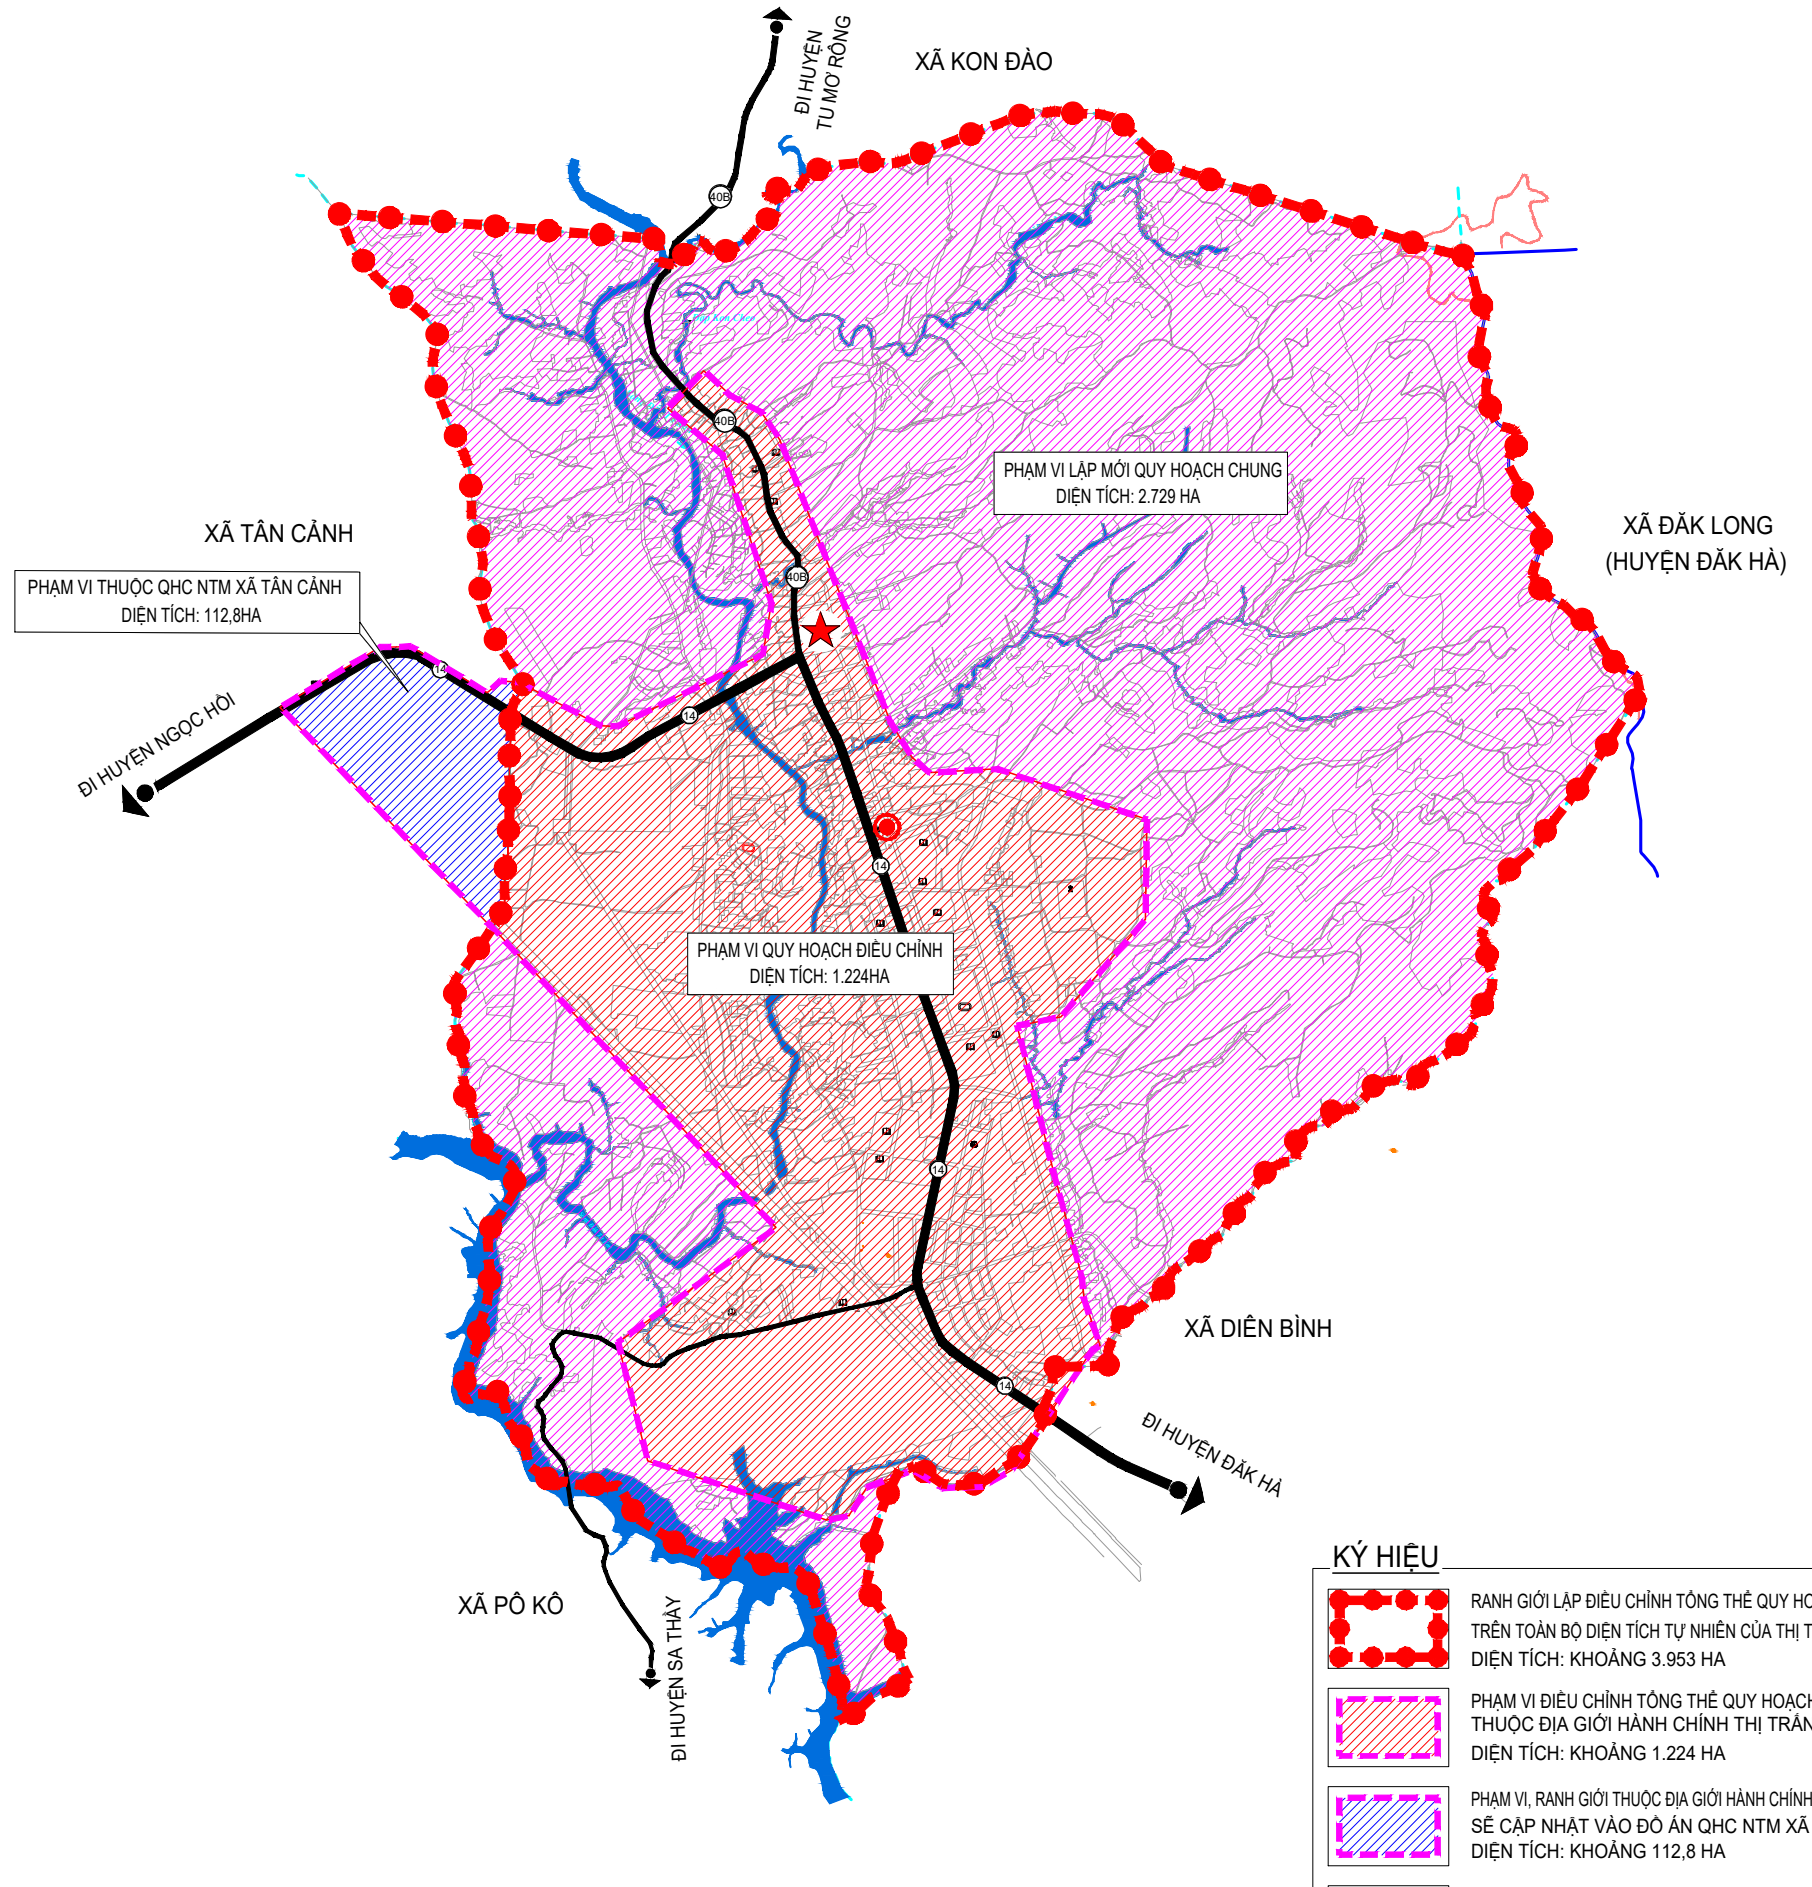 XÃ KON ĐÀO
ĐI HUYỆN
TU MƠ RÔNG
40B
40B
PHẠM VI LẬP MỚI QUY HOẠCH CHUNG
DIỆN TÍCH: 2.729 HA
XÃ TÂN CẢNH
XÃ ĐĂK LONG
(HUYỆN ĐĂK HÀ)
PHẠM VI THUỘC QHC NTM XÃ TÂN CẢNH
DIỆN TÍCH: 112,8HA
40B
14
14
ĐI HUYỆN NGỌC HỒI
14
PHẠM VI QUY HOẠCH ĐIỀU CHỈNH
DIỆN TÍCH: 1.224HA
14
XÃ DIÊN BÌNH
14
ĐI HUYỆN ĐĂK HÀ
XÃ PÔ KÔ
ĐI HUYỆN SA THẦY
KÝ HIỆU
RANH GIỚI LẬP ĐIỀU CHỈNH TỔNG THỂ QUY HO
TRÊN TOÀN BỘ DIỆN TÍCH TỰ NHIÊN CỦA THỊ T
DIỆN TÍCH: KHOẢNG 3.953 HA
PHẠM VI ĐIỀU CHỈNH TỔNG THỂ QUY HOẠCH
THUỘC ĐỊA GIỚI HÀNH CHÍNH THỊ TRẤN
DIỆN TÍCH: KHOẢNG 1.224 HA
PHẠM VI, RANH GIỚI THUỘC ĐỊA GIỚI HÀNH CHÍNH
SẼ CẬP NHẬT VÀO ĐỒ ÁN QHC NTM XÃ
DIỆN TÍCH: KHOẢNG 112,8 HA